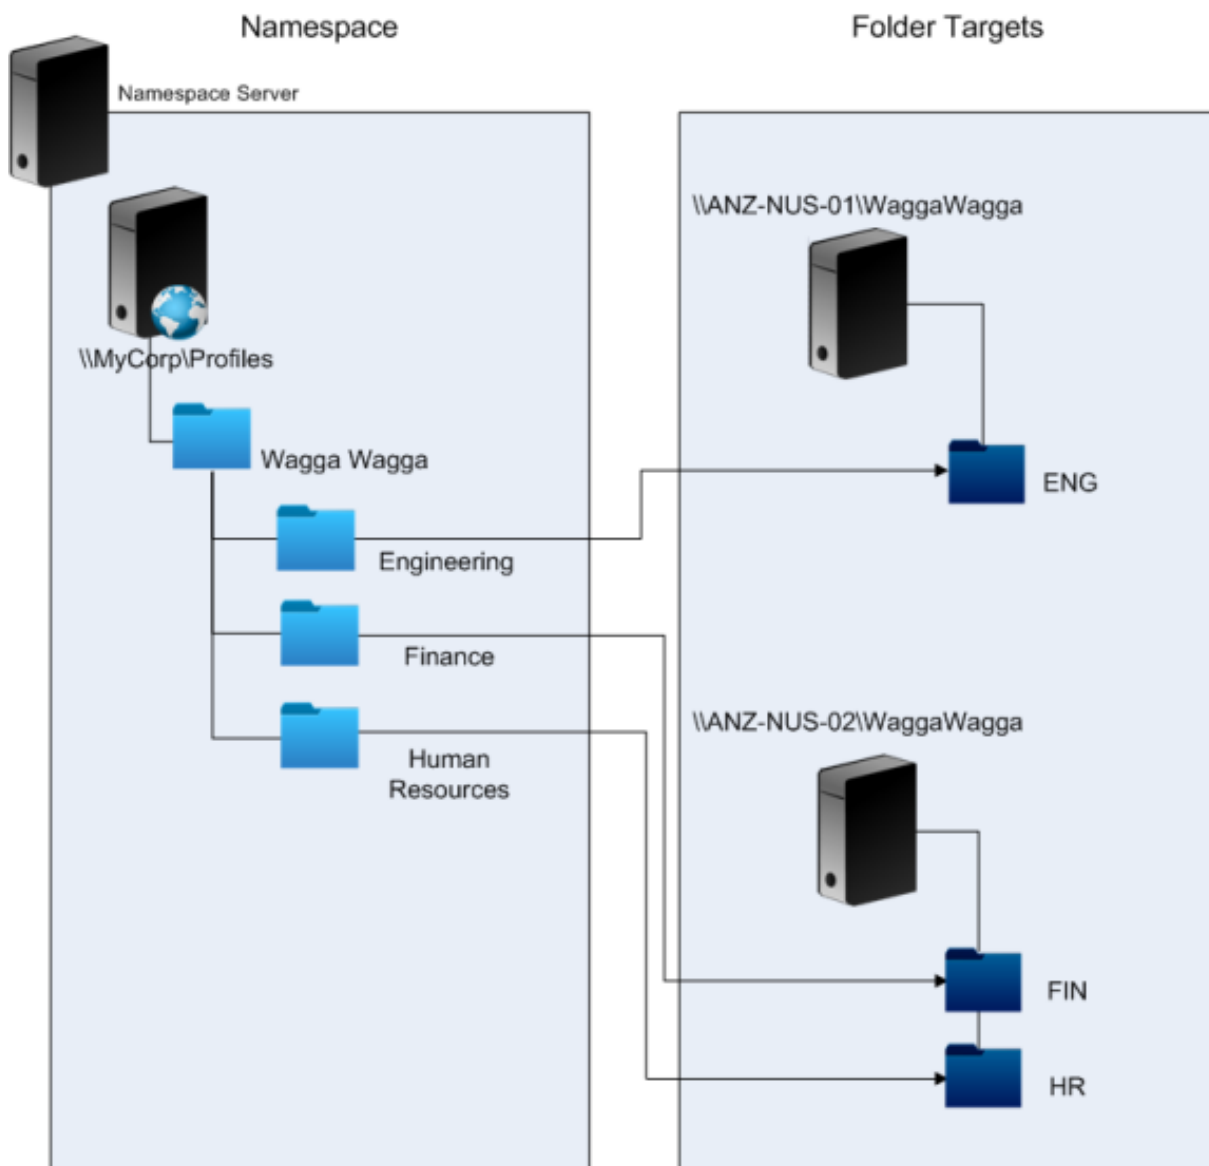 Namespace
Folder Targets
Namespace Server
\\MyCorp\Profiles
Wagga Wagga
Engineering
Finance
Human
Resources
\\ANZ-NUS-01\WaggaWagga
ENG
\\ANZ-NUS-02\WaggaWagga
FIN
HR